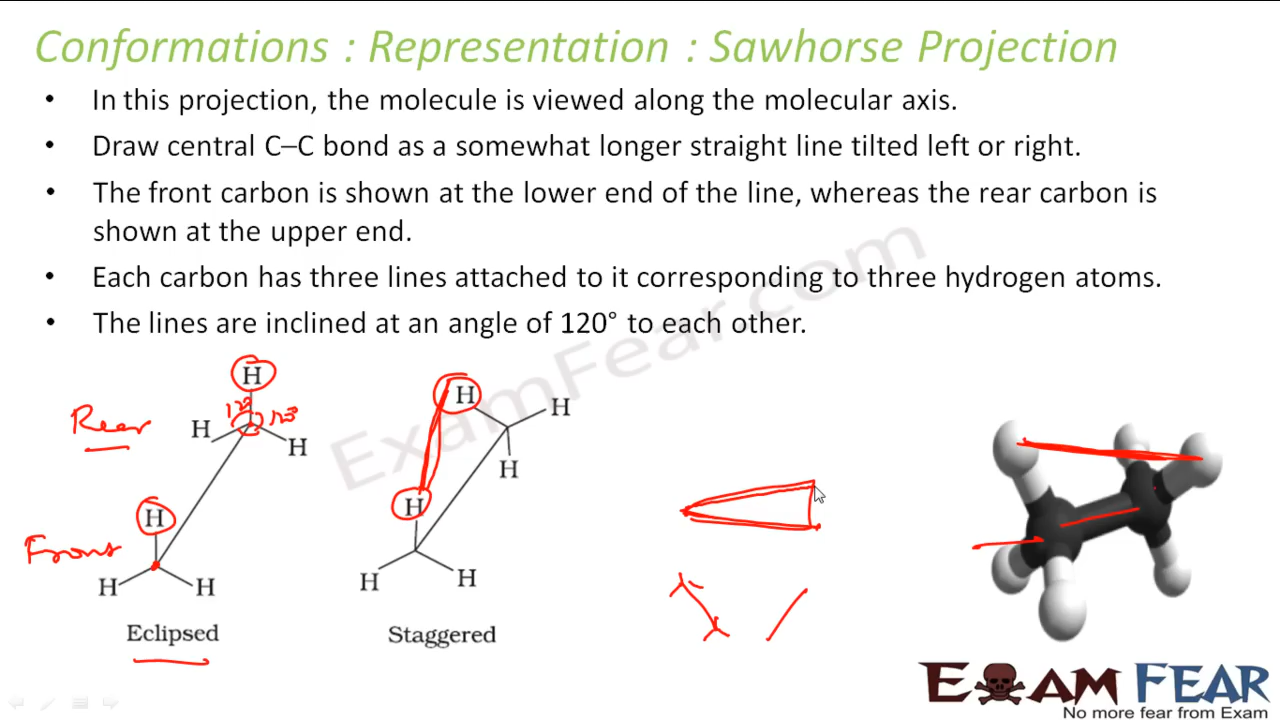 Conformations : Representation : Sawhorse Projection
• In this projection, the molecule is viewed along the molecular axis.
• Draw central C–C bond as a somewhat longer straight line tilted left or right.
• The front carbon is shown at the lower end of the line, whereas the rear carbon is
shown at the upper end.
• Each carbon has three lines attached to it corresponding to three hydrogen atoms.
• The lines are inclined at an angle of 120° to each other.
ExamFear.com
H
Rear
H
H
Front
H
H
H
Eclipsed
H
H
H
H
H
H
Staggered
EXAM FEAR
No more fear from Exam